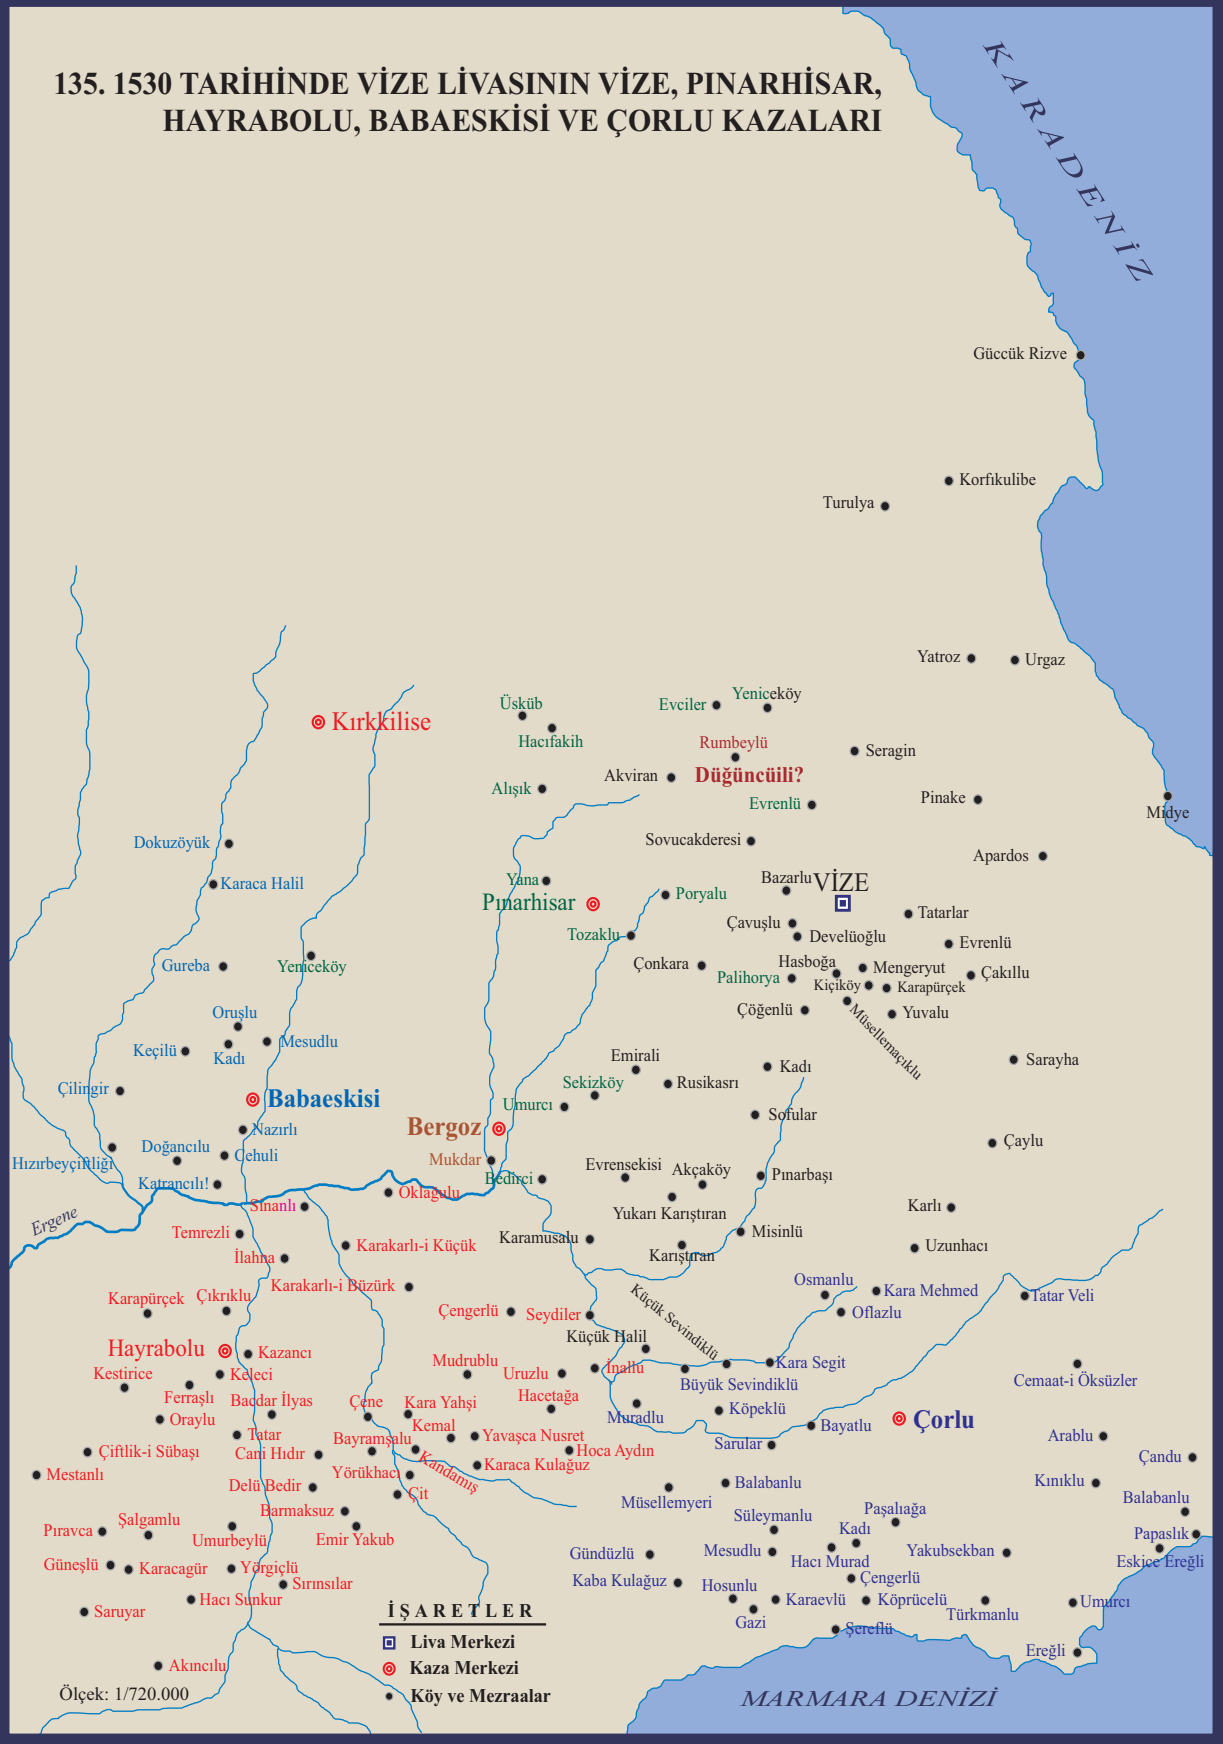 135. 1530 TARİHİNDE VİZE LİVASININ VİZE, PINARHİSAR,
HAYRABOLU, BABAESKİSİ VE ÇORLU KAZALARI
KARADENİZ
Güccük Rizve
Korfıkulibe
Turulya
Yatroz
Urgaz
Üsküb
Evciler
Yeniceköy
Kırkkilise
Hacıfakih
Rumbeylü
Seragin
Akviran
Düğüncüili?
Alışık
Evrenlü
Pinake
Midye
Dokuzöyük
Sovucakderesi
Apardos
Karaca Halil
Yana
Bazarlu
VİZE
Pınarhisar
Poryalu
Tatarlar
Çavuşlu
Tozaklu
Develüoğlu
Evrenlü
Gureba
Yeniceköy
Çonkara
Hasboğa
Mengeryut
Çakıllu
Palihorya
Kiçiköy
Karapürçek
Çöğenlü
Müsellemaçıklu
Yuvalu
Oruşlu
Keçilü
Kadı
Mesudlu
Emirali
Sarayha
Kadı
Rusikasrı
Sekizköy
Çilingir
Babaeskisi
Umurcı
Sofular
Bergoz
Nazırlı
Çaylu
Doğancılu
Hızırbeyçiftliği
Cehuli
Mukdar
Evrensekisi
Akçaköy
Pınarbaşı
Katrancılı!
Bedirci
Oklağulu
Sinanlı
Yukarı Karıştıran
Karlı
Ergene
Temrezli
Karamusalu
Misinlü
Karakarlı-i Küçük
Uzunhacı
İlahna
Karıştıran
Karakarlı-i Büzürk
Osmanlu
Kara Mehmed
Tatar Veli
Karapürçek
Çıkrıklu
Çengerlü
Seydiler
Küçük Sevindiklü
Oflazlu
Küçük Halil
Hayrabolu
Kazancı
Mudrublu
Uruzlu
İnallu
Kara Segit
Kestirice
Keleci
Büyük Sevindiklü
Cemaat-i Öksüzler
Ferraşlı
Bacdar İlyas
Çene
Kara Yahşi
Hacetağa
Muradlu
Köpeklü
Oraylu
Çorlu
Kemal
Bayatlu
Tatar
Bayramşalu
Yavaşca Nusret
Arablu
Sarular
Çiftlik-i Sübaşı
Cani Hıdır
Hoca Aydın
Çandu
Kandamış
Karaca Kulağuz
Mestanlı
Yörükhacı
Delü Bedir
Balabanlu
Kınıklu
Çit
Müsellemyeri
Balabanlu
Barmaksuz
Paşalıağa
Süleymanlu
Şalgamlu
Pıravca
Kadı
Papaslık
Umurbeylü
Emir Yakub
Mesudlu
Yakubsekban
Gündüzlü
Hacı Murad
Eskice Ereğli
Güneşlü
Karacagür
Yörgiçlü
Çengerlü
Kaba Kulağuz
Sırınsılar
Hosunlu
Hacı Sunkur
Karaevlü
Köprücelü
Umurcı
Saruyar
Türkmanlu
Gazi
Şereflü
Ereğli
Akıncılu
İŞARETLER
Liva Merkezi
Kaza Merkezi
Köy ve Mezraalar
Ölçek: 1/720.000
MARMARA DENİZİ